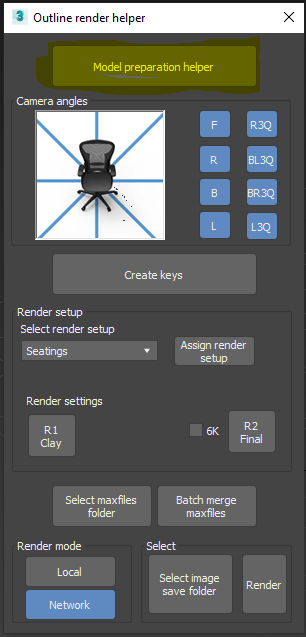 3 Outline render helper
Model preparation helper
Camera angles
F R3Q
R BL3Q
B BR3Q
L L3Q
Create keys
Render setup
Select render setup
Seatings
Assign render
setup
Render settings
R1
Clay
6K
R2
Final
Select maxfiles
folder
Batch merge
maxfiles
Render mode
Local
Network
Select
Select image
save folder
Render